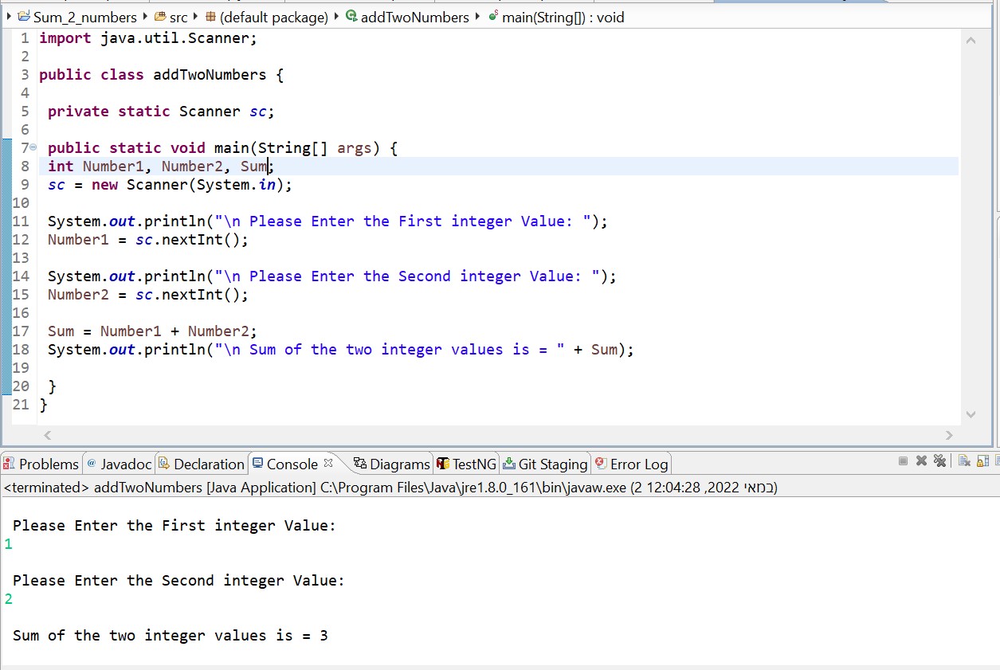 Sum_2_numbers src (default package) addTwoNumbers main(String[]) : void
1 import java.util.Scanner;
2
3 public class addTwoNumbers {
4
5 private static Scanner sc;
6
7 public static void main(String[] args) {
8 int Number1, Number2, Sum;
9 sc = new Scanner(System.in);
10
11 System.out.println("\n Please Enter the First integer Value: ");
12 Number1 = sc.nextInt();
13
14 System.out.println("\n Please Enter the Second integer Value: ");
15 Number2 = sc.nextInt();
16
17 Sum = Number1 + Number2;
18 System.out.println("\n Sum of the two integer values is = " + Sum);
19
20 }
21 }
Problems @ Javadoc Declaration Console Diagrams TestNG Git Staging Error Log
<terminated> addTwoNumbers [Java Application] C:\Program Files\Java\jre1.8.0_161\bin\javaw.exe (2 במאי 2022, 12:04:28)
Please Enter the First integer Value:
1
Please Enter the Second integer Value:
2
Sum of the two integer values is = 3